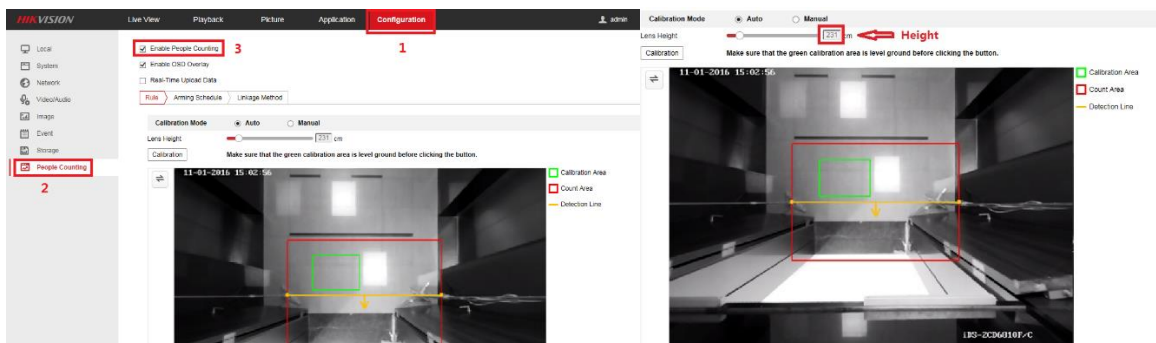 HIKVISION
Live View Playback Picture Application Configuration admin
1
Local
System
Network
Video/Audio
Image
Event
Storage
People Counting
2
Enable People Counting 3
Enable OSD Overlay
Real-Time Upload Data
Rule Arming Schedule Linkage Method
Calibration Mode Auto Manual
Lens Height 231 cm
Calibration Make sure that the green calibration area is level ground before clicking the button.
11-01-2016 15:02:56
Calibration Area
Count Area
Detection Line
Calibration Mode Auto Manual
Lens Height 231 cm Height
Calibration Make sure that the green calibration area is level ground before clicking the button.
11-01-2016 15:02:56
Calibration Area
Count Area
Detection Line
iDS-2CD6810F/C